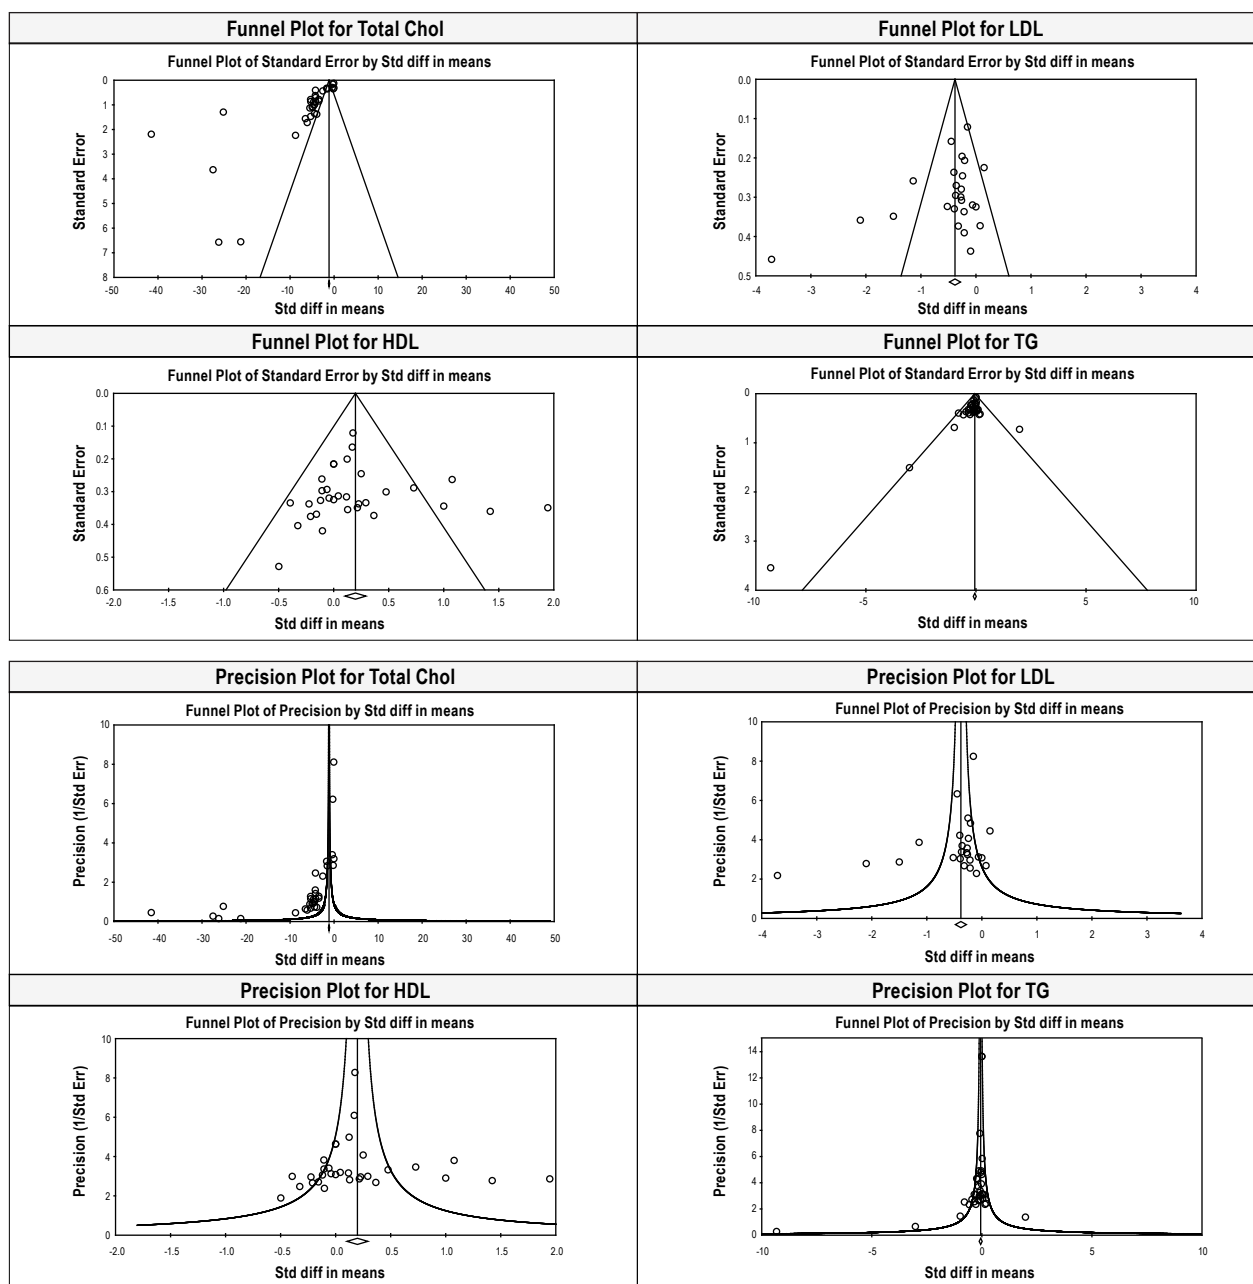 Funnel Plot for Total Chol
Funnel Plot of Standard Error by Std diff in means
Standard Error
0
1
2
3
4
5
6
7
8
-50 -40 -30 -20 -10 0 10 20 30 40 50
Std diff in means
Funnel Plot for LDL
Funnel Plot of Standard Error by Std diff in means
Standard Error
0.0
0.1
0.2
0.3
0.4
0.5
-4 -3 -2 -1 0 1 2 3 4
Std diff in means
Funnel Plot for HDL
Funnel Plot of Standard Error by Std diff in means
Standard Error
0.0
0.1
0.2
0.3
0.4
0.5
0.6
-2.0 -1.5 -1.0 -0.5 0.0 0.5 1.0 1.5 2.0
Std diff in means
Funnel Plot for TG
Funnel Plot of Standard Error by Std diff in means
Standard Error
0
1
2
3
4
-10 -5 0 5 10
Std diff in means
Precision Plot for Total Chol
Funnel Plot of Precision by Std diff in means
Precision (1/Std Err)
10
8
6
4
2
0
-50 -40 -30 -20 -10 0 10 20 30 40 50
Std diff in means
Precision Plot for LDL
Funnel Plot of Precision by Std diff in means
Precision (1/Std Err)
10
8
6
4
2
0
-4 -3 -2 -1 0 1 2 3 4
Std diff in means
Precision Plot for HDL
Funnel Plot of Precision by Std diff in means
Precision (1/Std Err)
10
8
6
4
2
0
-2.0 -1.5 -1.0 -0.5 0.0 0.5 1.0 1.5 2.0
Std diff in means
Precision Plot for TG
Funnel Plot of Precision by Std diff in means
Precision (1/Std Err)
14
12
10
8
6
4
2
0
-10 -5 0 5 10
Std diff in means